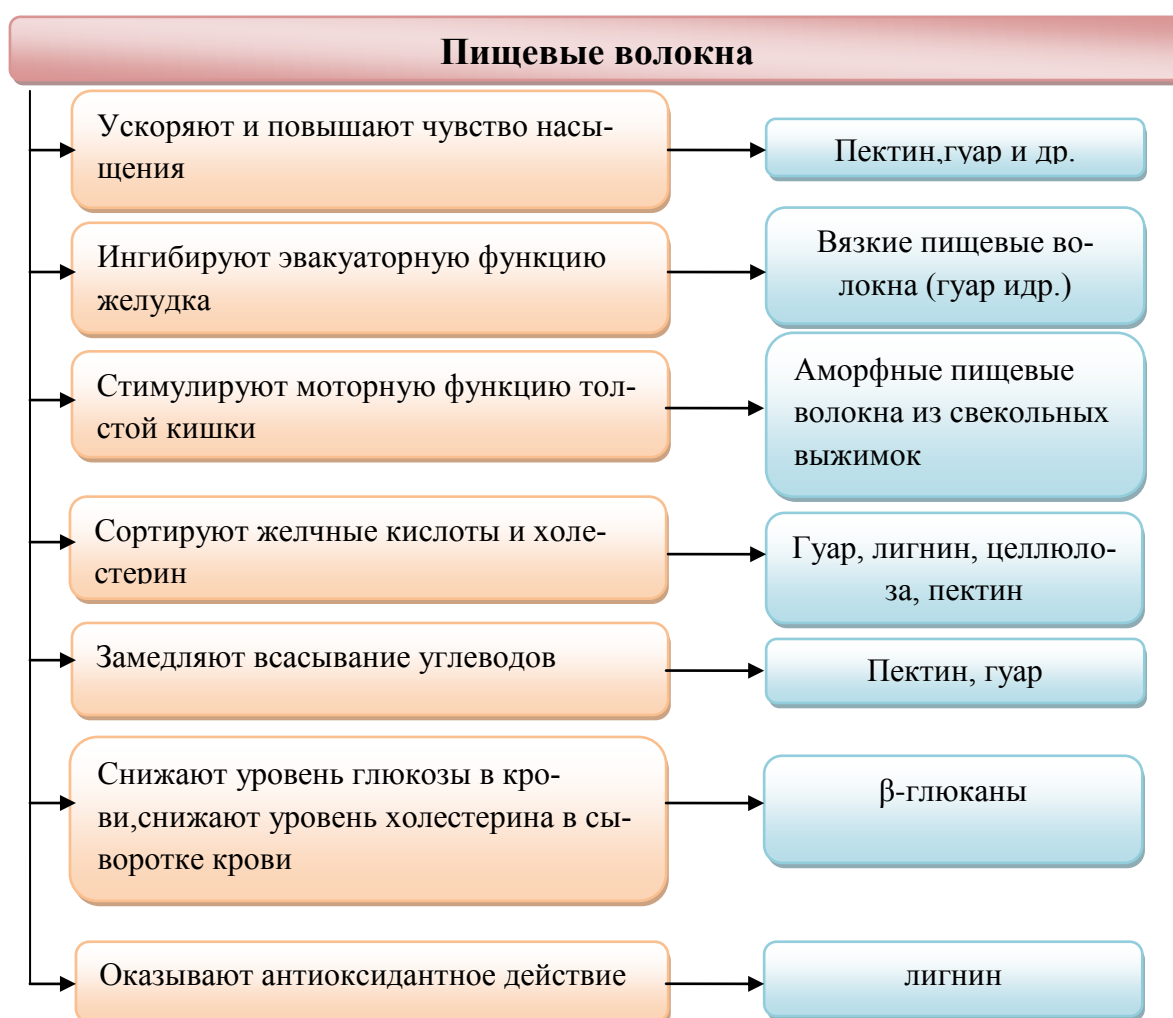 Пищевые волокна
Ускоряют и повышают чувство насы-
щения
Пектин,гуар и др.
Ингибируют эвакуаторную функцию
желудка
Вязкие пищевые во-
локна (гуар идр.)
Стимулируют моторную функцию тол-
стой кишки
Аморфные пищевые
волокна из свекольных
выжимок
Сортируют желчные кислоты и холе-
стерин
Гуар, лигнин, целлюло-
за, пектин
Замедляют всасывание углеводов
Пектин, гуар
Снижают уровень глюкозы в кро-
ви,снижают уровень холестерина в сы-
воротке крови
β-глюканы
Оказывают антиоксидантное действие
лигнин